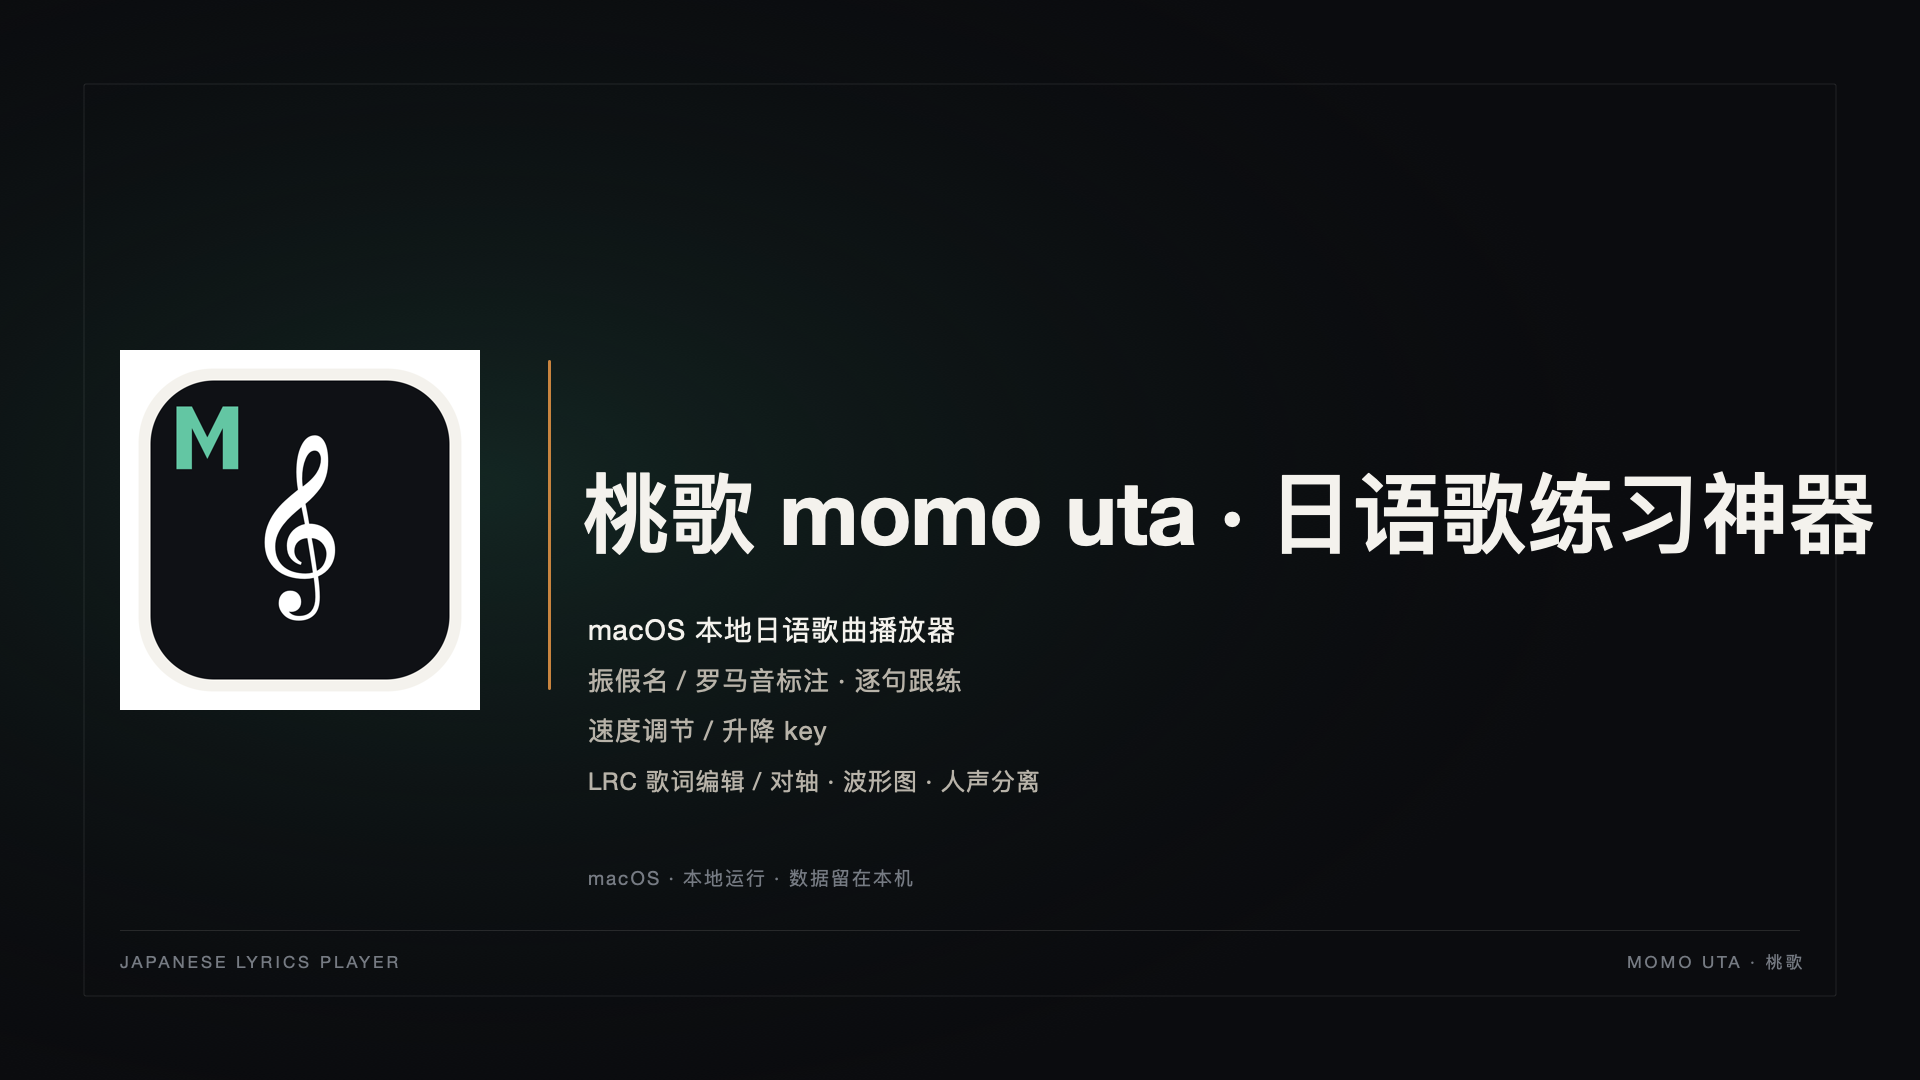 M
桃歌 momo uta · 日语歌练习神器
macOS 本地日语歌曲播放器
振假名 / 罗马音标注 · 逐句跟练
速度调节 / 升降 key
LRC 歌词编辑 / 对轴 · 波形图 · 人声分离
macOS · 本地运行 · 数据留在本机
JAPANESE LYRICS PLAYER
MOMO UTA · 桃歌